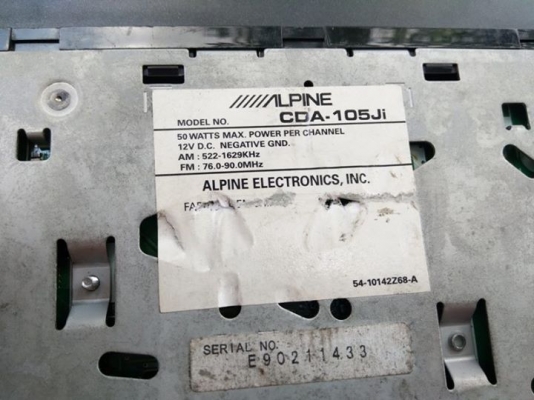 ALPINE
MODEL NO. CDA-105Ji
50 WATTS MAX. POWER PER CHANNEL
12V D.C. NEGATIVE GND.
AM : 522-1629KHz
FM : 76.0-90.0MHz
ALPINE ELECTRONICS, INC.
54-10142Z68-A
SERIAL NO.
E90211433